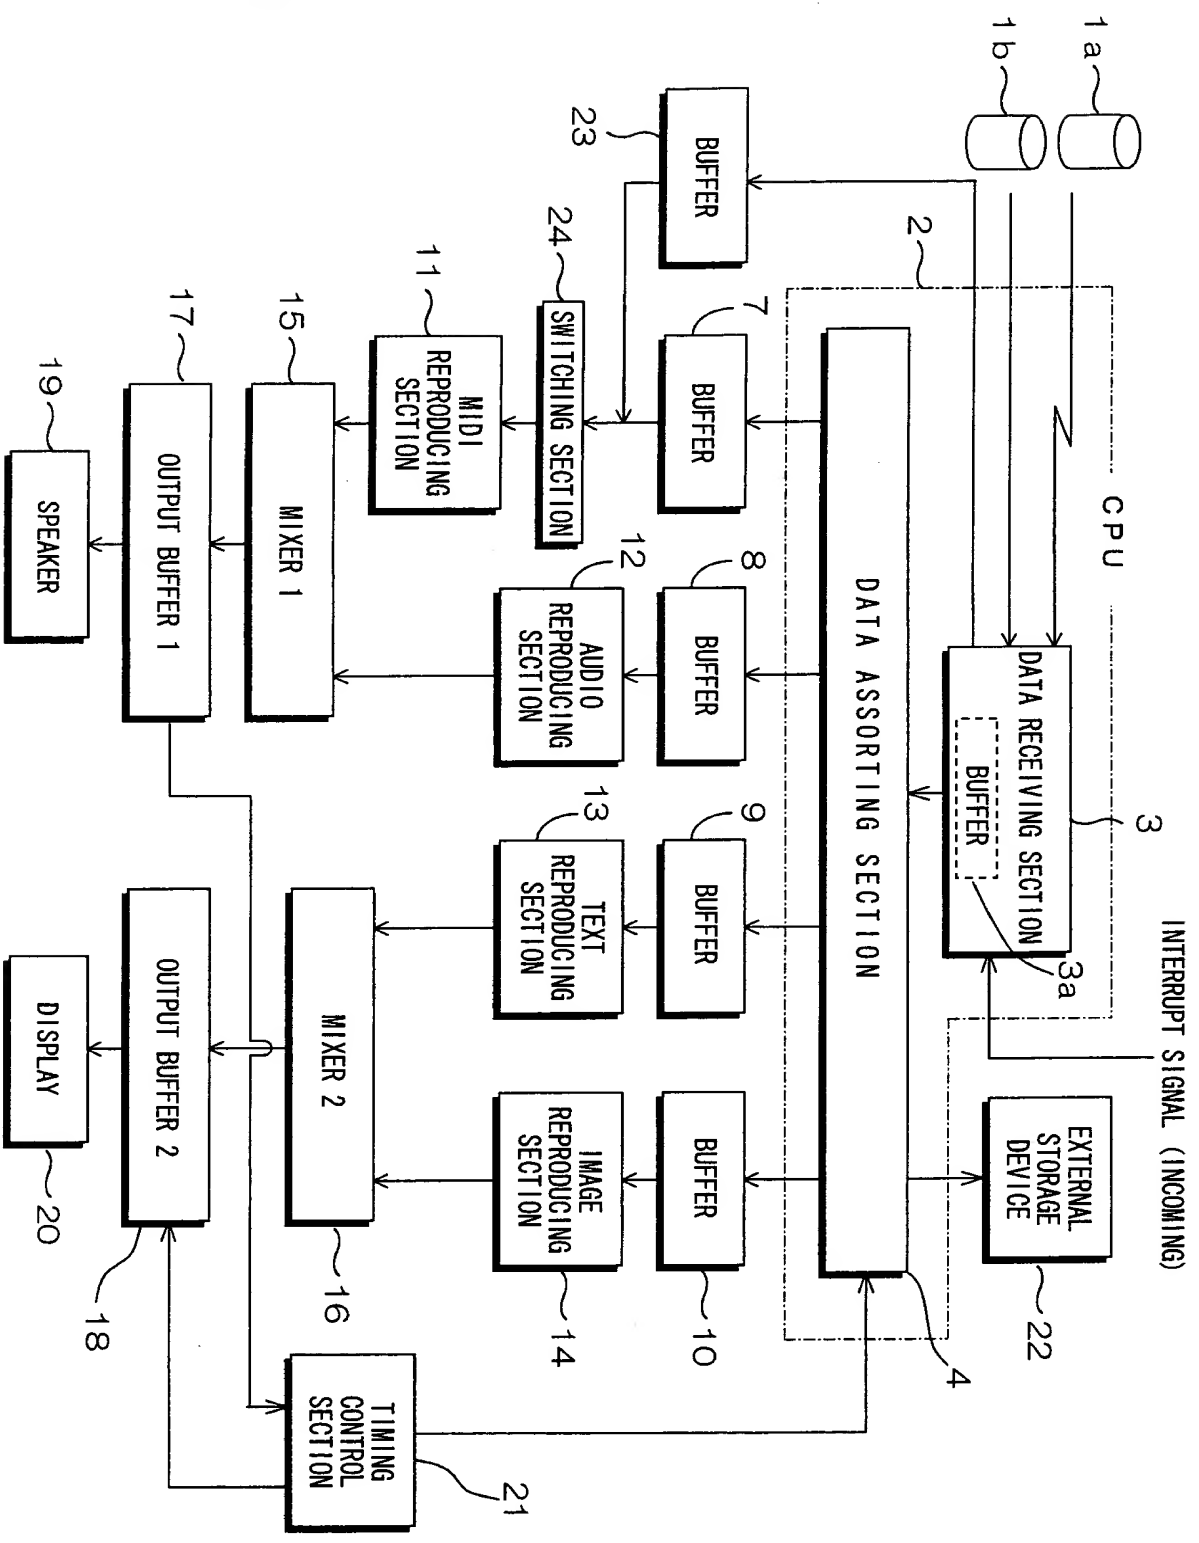 1a
1b
INTERRUPT SIGNAL (INCOMING)
CPU
2
3
DATA RECEIVING SECTION
BUFFER
3a
EXTERNAL
STORAGE
DEVICE
22
DATA ASSORTING SECTION
4
23
BUFFER
7
BUFFER
8
BUFFER
9
BUFFER
BUFFER
10
24
SWITCHING SECTION
11
MIDI
REPRODUCING
SECTION
12
AUDIO
REPRODUCING
SECTION
13
TEXT
REPRODUCING
SECTION
IMAGE
REPRODUCING
SECTION
14
15
MIXER 1
MIXER 2
16
TIMING
CONTROL
SECTION
21
17
OUTPUT BUFFER 1
OUTPUT BUFFER 2
18
19
SPEAKER
DISPLAY
20